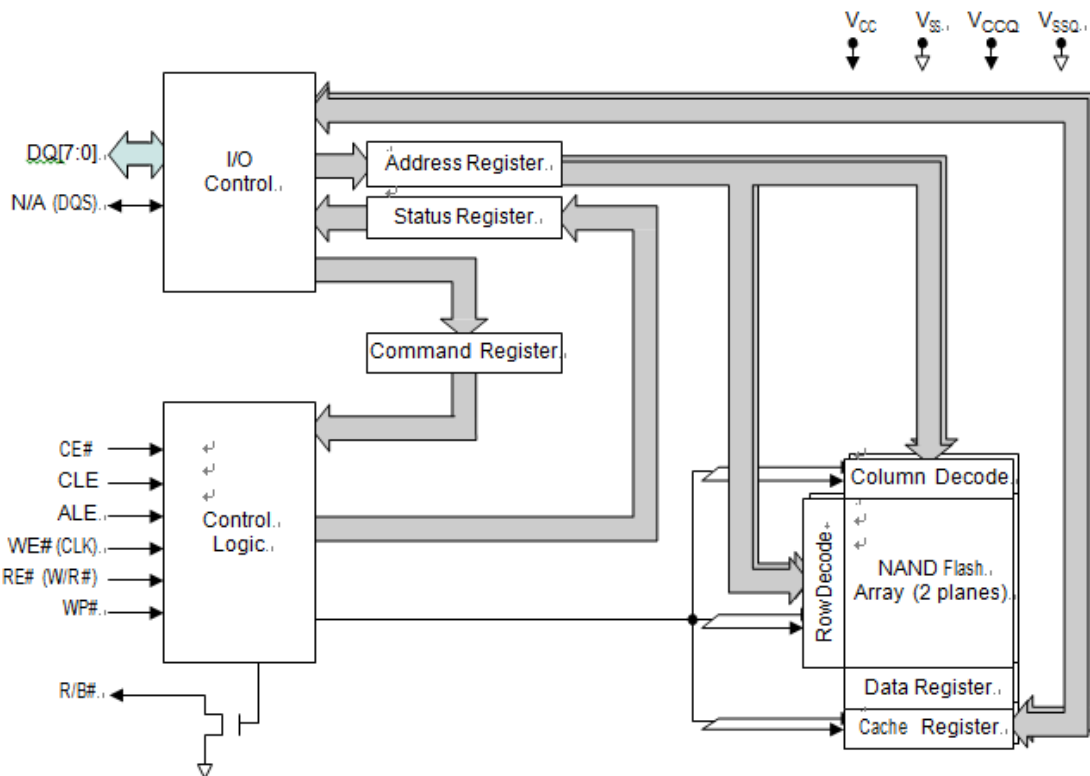 VCC VSS VCCQ VSSQ
DQ[7:0]
N/A (DQS)
I/O
Control
Address Register
Status Register
Command Register
CE#
CLE
ALE
WE# (CLK)
RE# (W/R#)
WP#
R/B#
Control
Logic
Column Decode
Row Decode
NAND Flash
Array (2 planes)
Data Register
Cache Register